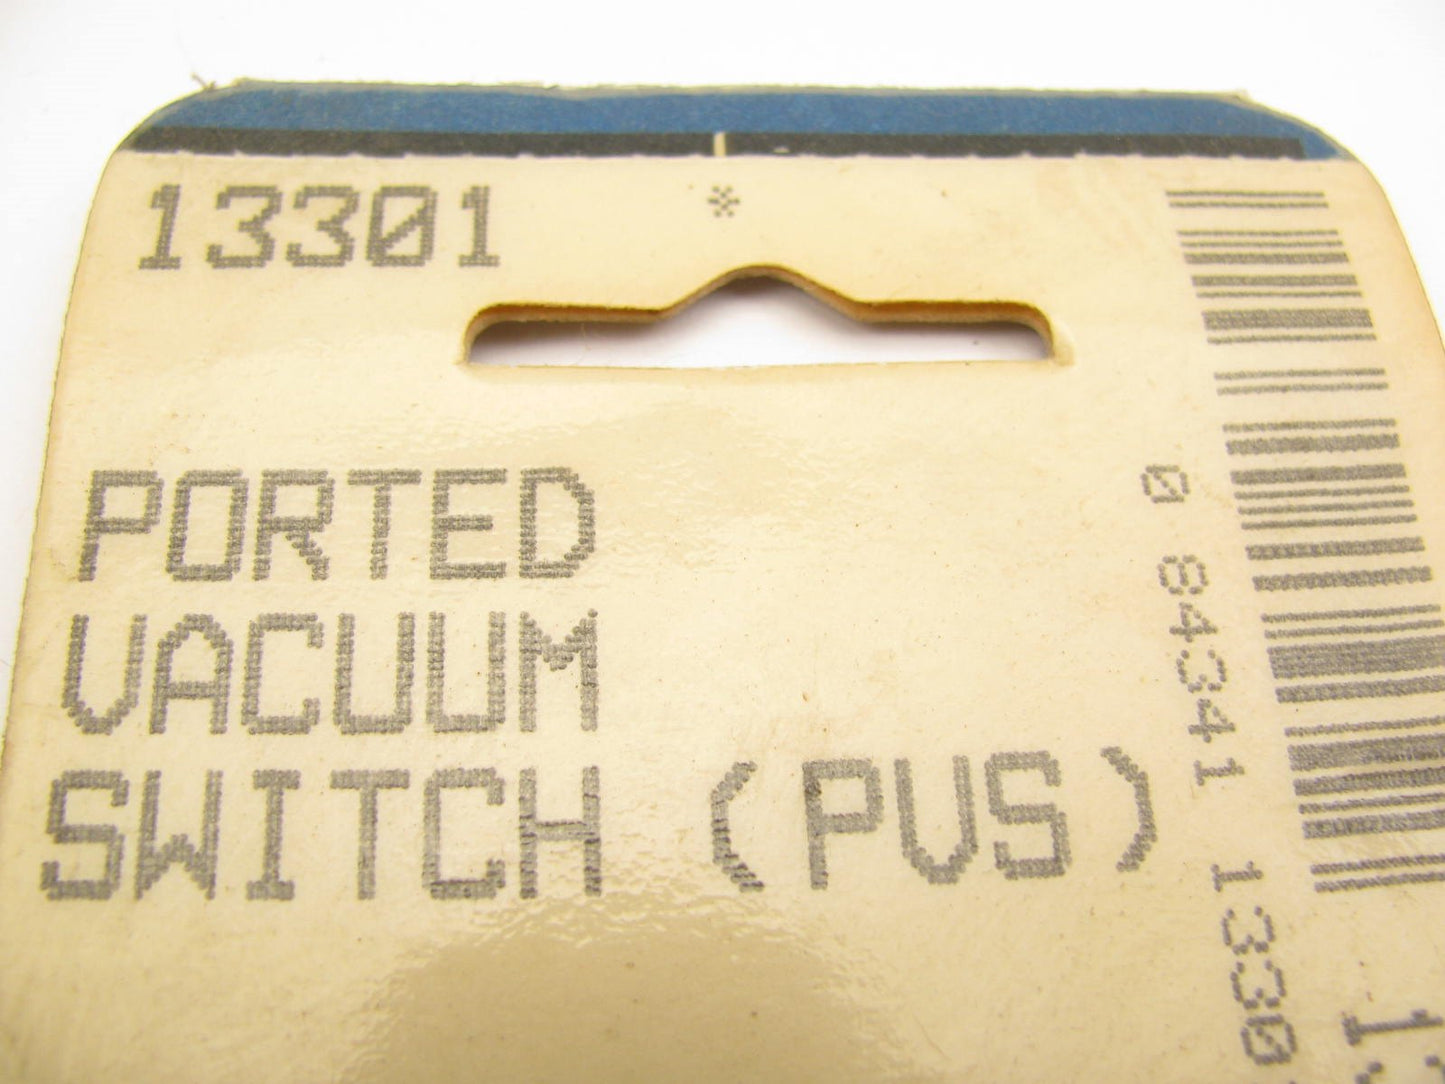 13301 *
PORTED
VACUUM
SWITCH (PVS)
0 84341 1330